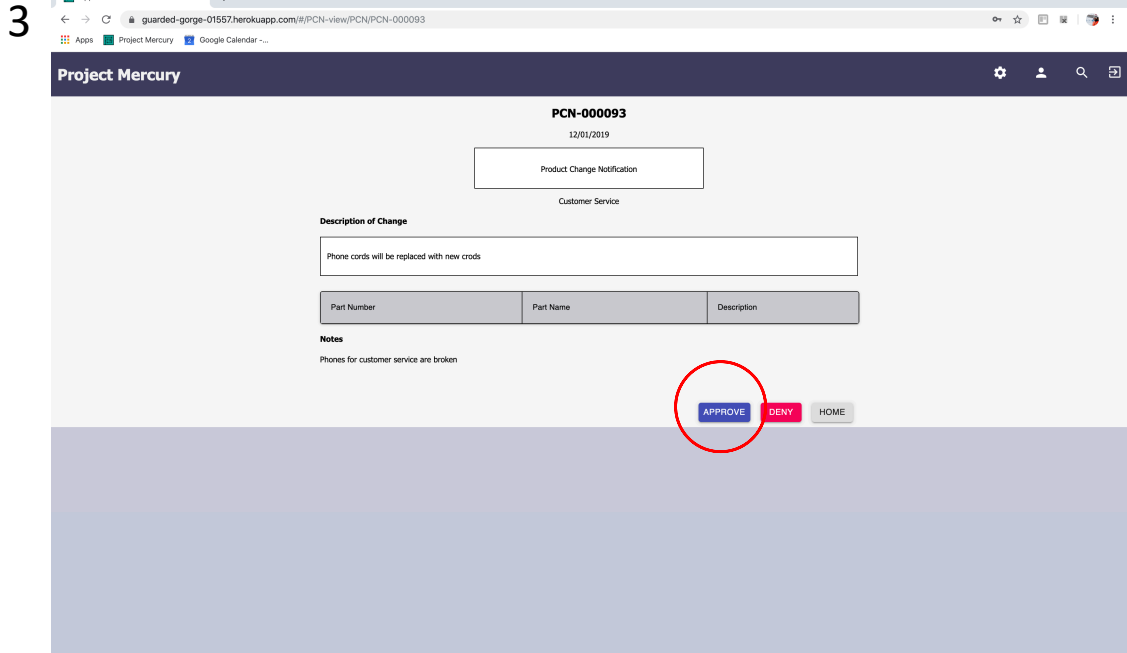 3
guarded-gorge-01557.herokuapp.com/#/PCN-view/PCN/PCN-000093
Apps Project Mercury 2 Google Calendar -...
Project Mercury
PCN-000093
12/01/2019
Product Change Notification
Customer Service
Description of Change
Phone cords will be replaced with new crods
Part Number Part Name Description
Notes
Phones for customer service are broken
APPROVE DENY HOME